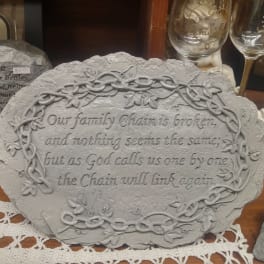 Our family Chain is broken,
and nothing seems the same;
but as God calls us one by one
the Chain will link again